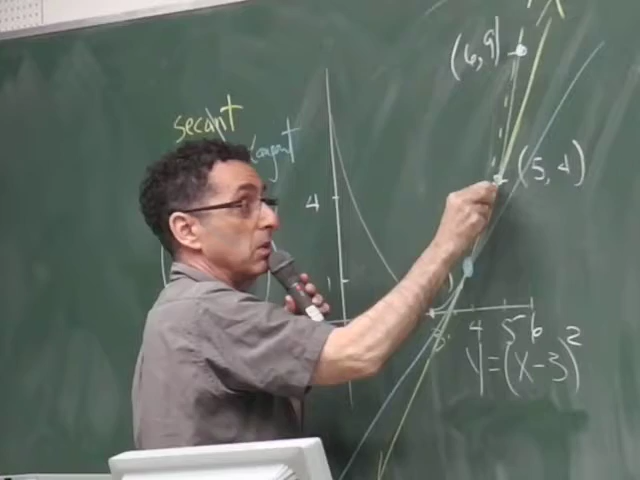 (6,9)
secant
tangent
(5,4)
4
1
3 4 5 6
y=(x-3)²